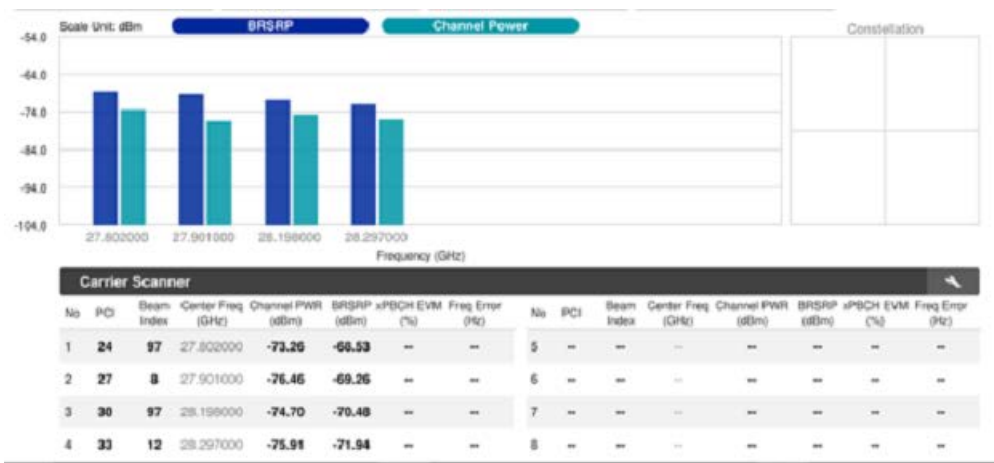 Scale Unit: dBm BRSRP Channel Power Constellation
-54.0
-64.0
-74.0
-84.0
-94.0
-104.0
27.802000 27.901000 28.198000 28.297000
Frequency (GHz)
Carrier Scanner
No PCI Beam Index Center Freq (GHz) Channel PWR (dBm) BRSRP (dBm) xPBCH EVM (%) Freq Error (Hz) No PCI Beam Index Center Freq (GHz) Channel PWR (dBm) BRSRP (dBm) xPBCH EVM (%) Freq Error (Hz)
1 24 97 27.802000 -73.26 -68.53 -- -- 5 -- -- -- -- -- -- --
2 27 8 27.901000 -76.46 -69.26 -- -- 6 -- -- -- -- -- -- --
3 30 97 28.198000 -74.70 -70.48 -- -- 7 -- -- -- -- -- -- --
4 33 12 28.297000 -75.91 -71.94 -- -- 8 -- -- -- -- -- -- --